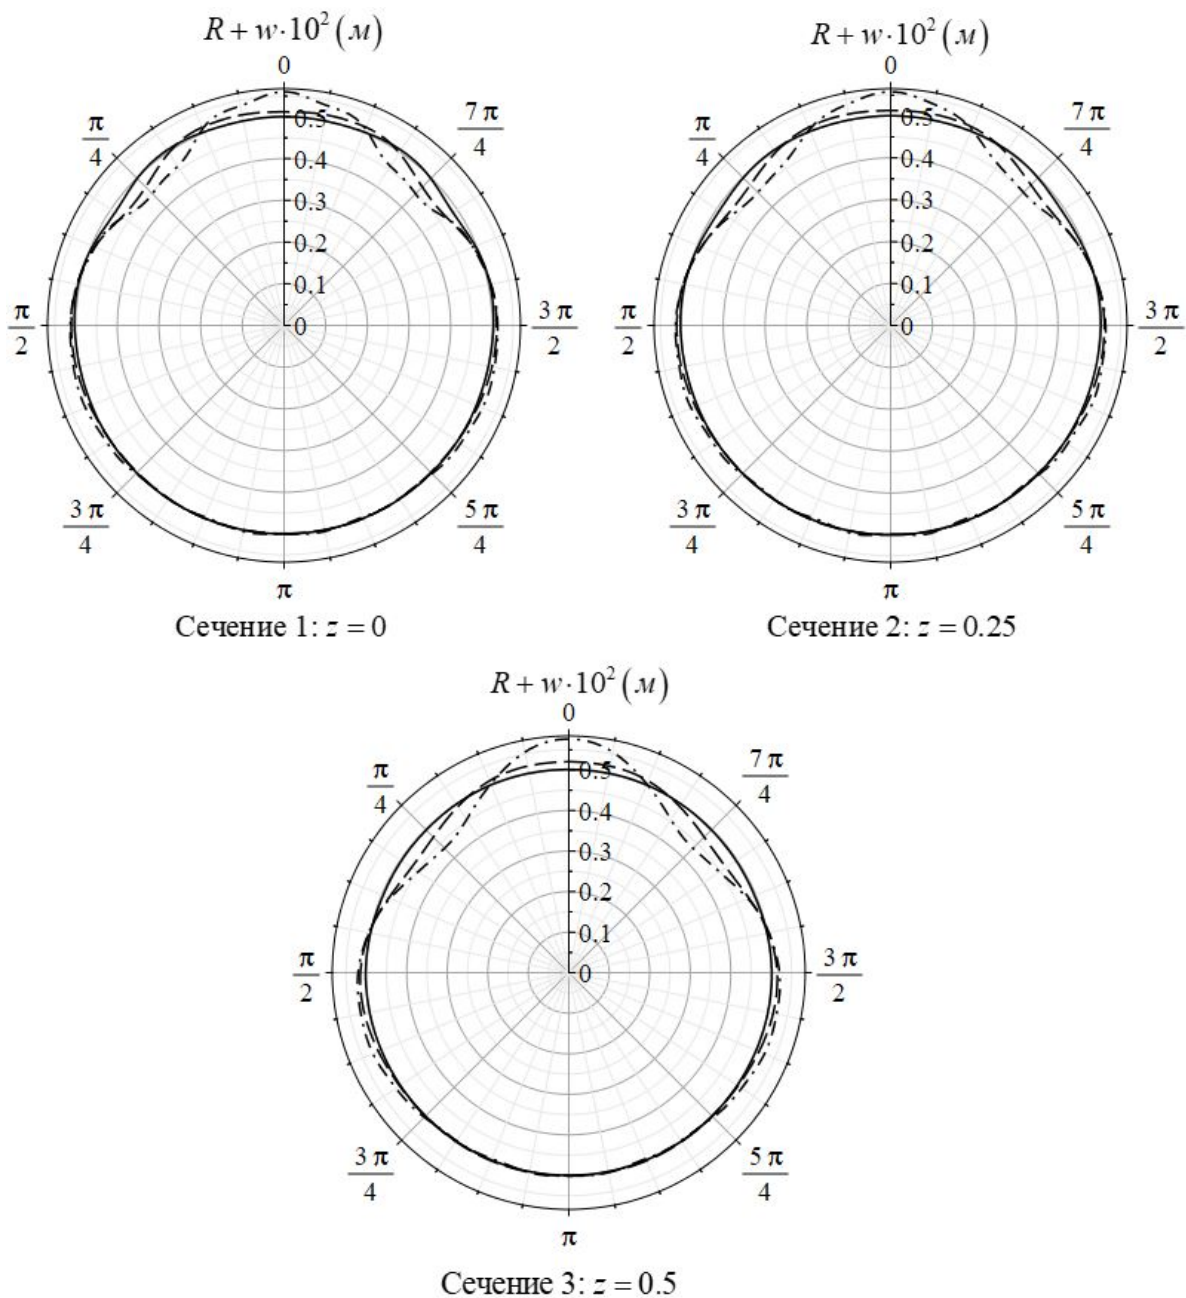 R + w·10² (м)
0
π/4
7π/4
0.5
0.4
0.3
0.2
0.1
0
π/2
3π/2
3π/4
5π/4
π
Сечение 1: z = 0
R + w·10² (м)
0
π/4
7π/4
0.5
0.4
0.3
0.2
0.1
0
π/2
3π/2
3π/4
5π/4
π
Сечение 2: z = 0.25
R + w·10² (м)
0
π/4
7π/4
0.5
0.4
0.3
0.2
0.1
0
π/2
3π/2
3π/4
5π/4
π
Сечение 3: z = 0.5